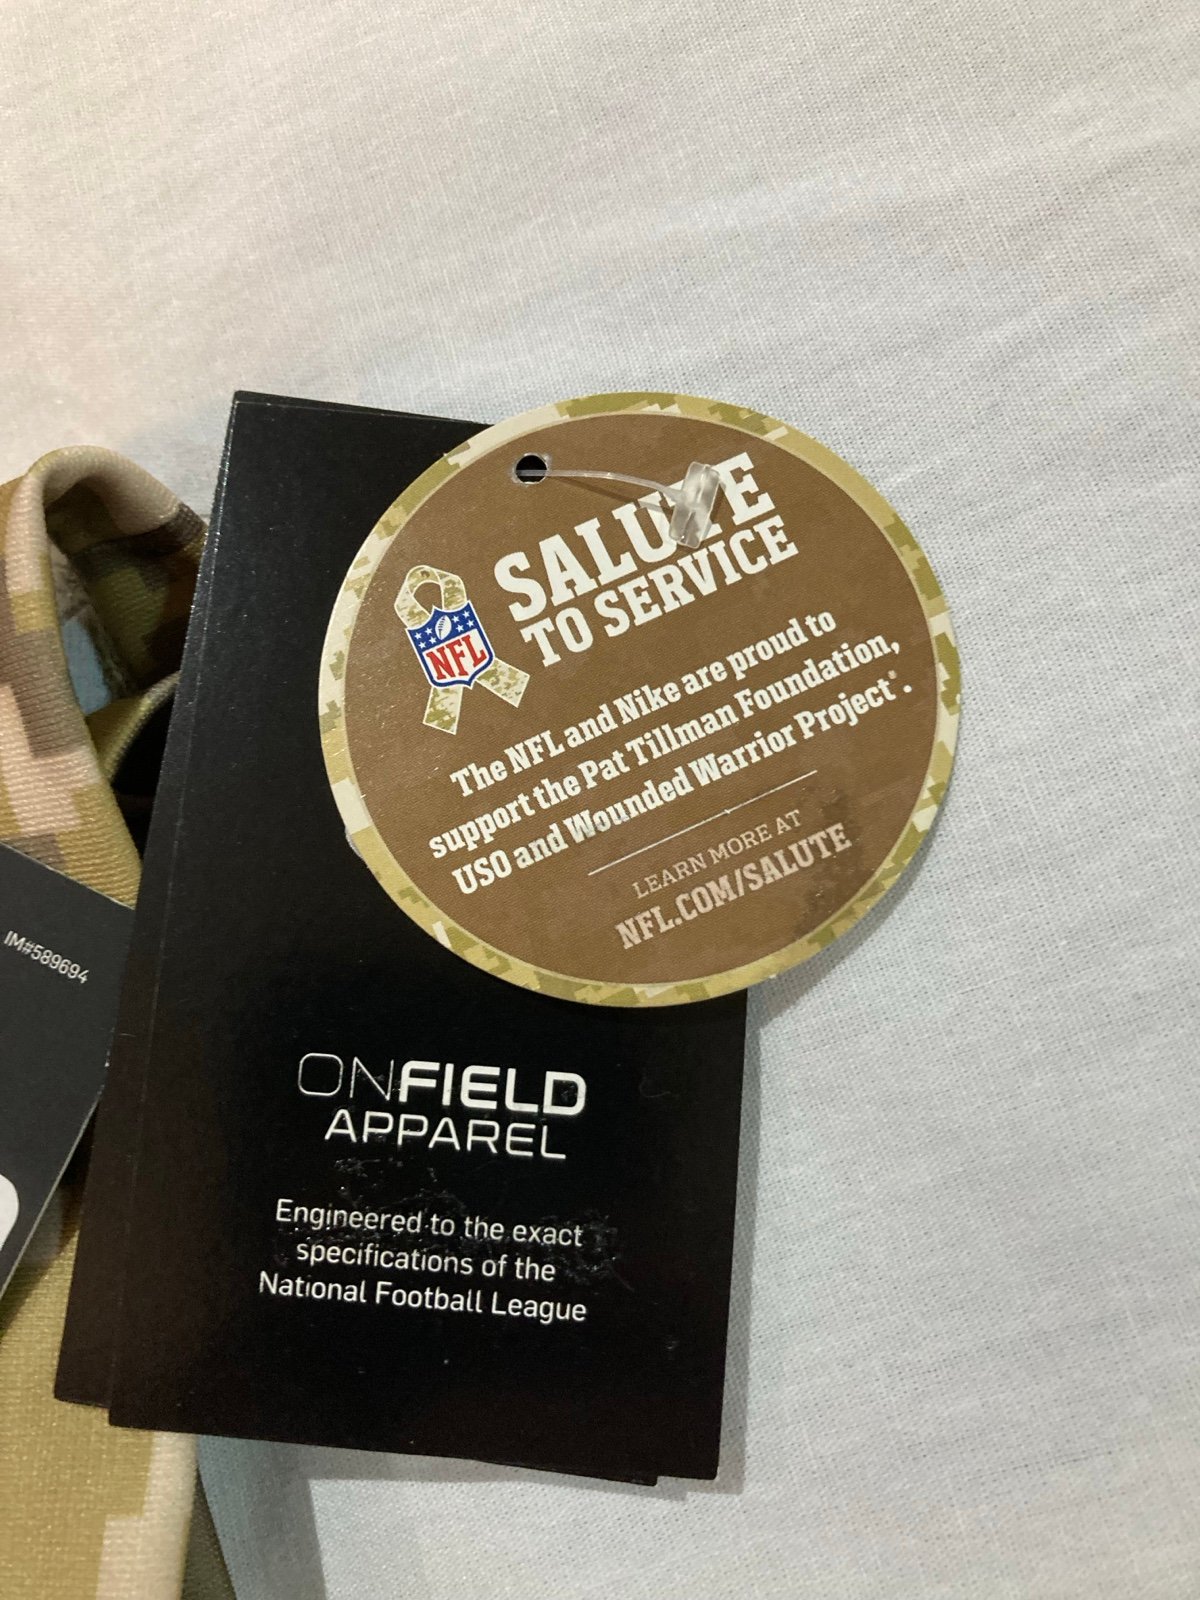 SALUTE
TO SERVICE
NFL
The NFL and Nike are proud to
support the Pat Tillman Foundation,
USO and Wounded Warrior Project®.
LEARN MORE AT
NFL.COM/SALUTE
IM#589694
ONFIELD
APPAREL
Engineered to the exact
specifications of the
National Football League